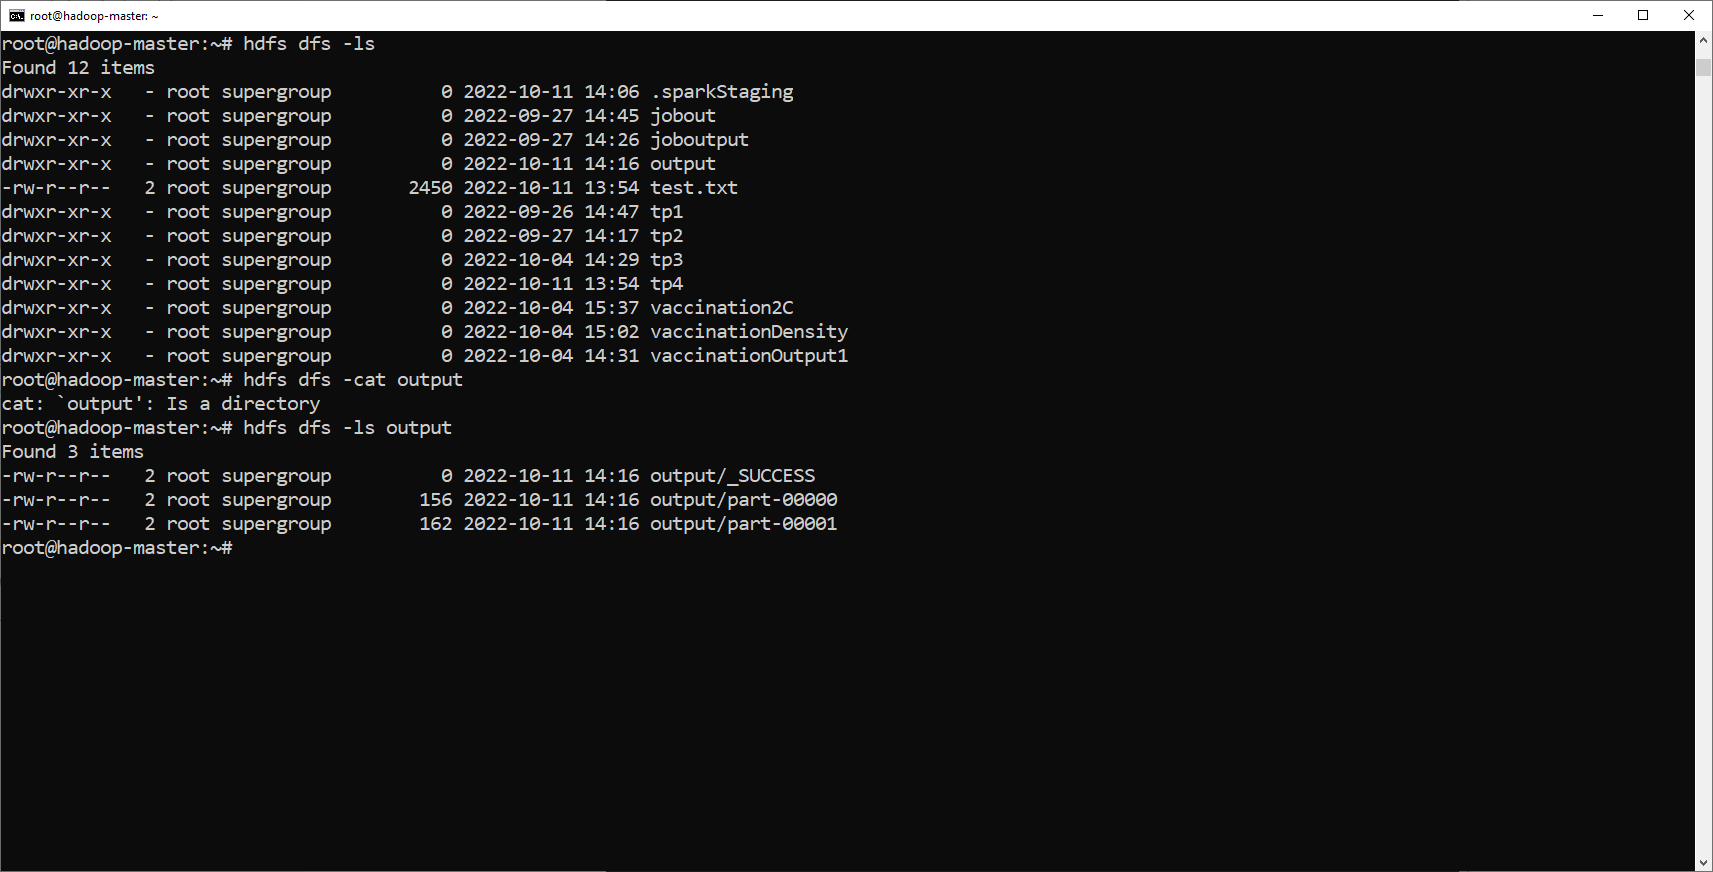 root@hadoop-master: ~
root@hadoop-master:~# hdfs dfs -ls
Found 12 items
drwxr-xr-x   - root supergroup          0 2022-10-11 14:06 .sparkStaging
drwxr-xr-x   - root supergroup          0 2022-09-27 14:45 jobout
drwxr-xr-x   - root supergroup          0 2022-09-27 14:26 joboutput
drwxr-xr-x   - root supergroup          0 2022-10-11 14:16 output
-rw-r--r--   2 root supergroup       2450 2022-10-11 13:54 test.txt
drwxr-xr-x   - root supergroup          0 2022-09-26 14:47 tp1
drwxr-xr-x   - root supergroup          0 2022-09-27 14:17 tp2
drwxr-xr-x   - root supergroup          0 2022-10-04 14:29 tp3
drwxr-xr-x   - root supergroup          0 2022-10-11 13:54 tp4
drwxr-xr-x   - root supergroup          0 2022-10-04 15:37 vaccination2C
drwxr-xr-x   - root supergroup          0 2022-10-04 15:02 vaccinationDensity
drwxr-xr-x   - root supergroup          0 2022-10-04 14:31 vaccinationOutput1
root@hadoop-master:~# hdfs dfs -cat output
cat: `output': Is a directory
root@hadoop-master:~# hdfs dfs -ls output
Found 3 items
-rw-r--r--   2 root supergroup          0 2022-10-11 14:16 output/_SUCCESS
-rw-r--r--   2 root supergroup        156 2022-10-11 14:16 output/part-00000
-rw-r--r--   2 root supergroup        162 2022-10-11 14:16 output/part-00001
root@hadoop-master:~#